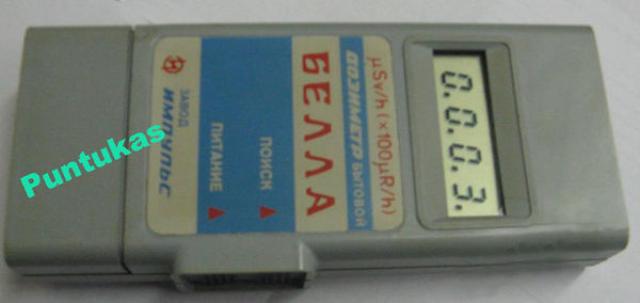 0.0.0.3.
µSv/h (×100µR/h)
ДОЗИМЕТР БЫТОВОЙ
БЕЛЛА
ПОИСК
ПИТАНИЕ
ЗАВОД
ИМПУЛЬС
Puntukas